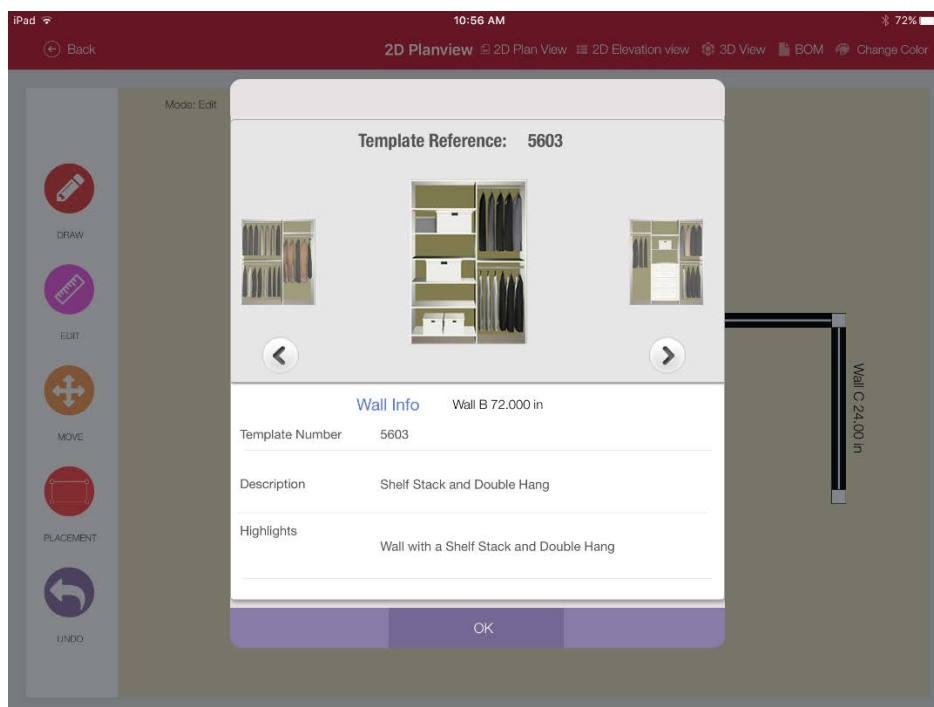 iPad 10:56 AM 72%
Back 2D Planview 2D Plan View 2D Elevation view 3D View BOM Change Color
Mode: Edit
Template Reference: 5603
DRAW
EDIT
MOVE
PLACEMENT
UNDO
Wall Info Wall B 72.000 in
Template Number 5603
Description Shelf Stack and Double Hang
Highlights
Wall with a Shelf Stack and Double Hang
OK
Wall C 24.00 in